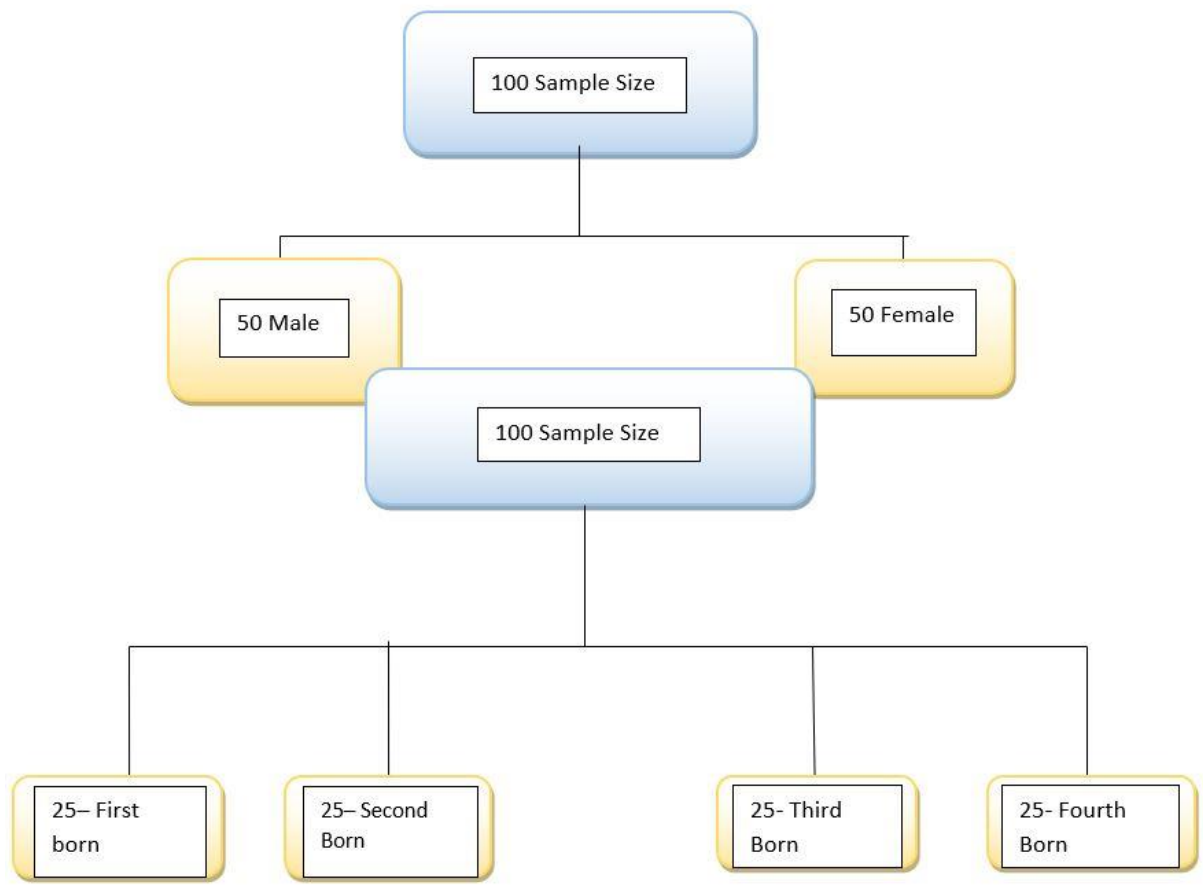 100 Sample Size
50 Male
50 Female
100 Sample Size
25– First
born
25– Second
Born
25- Third
Born
25- Fourth
Born